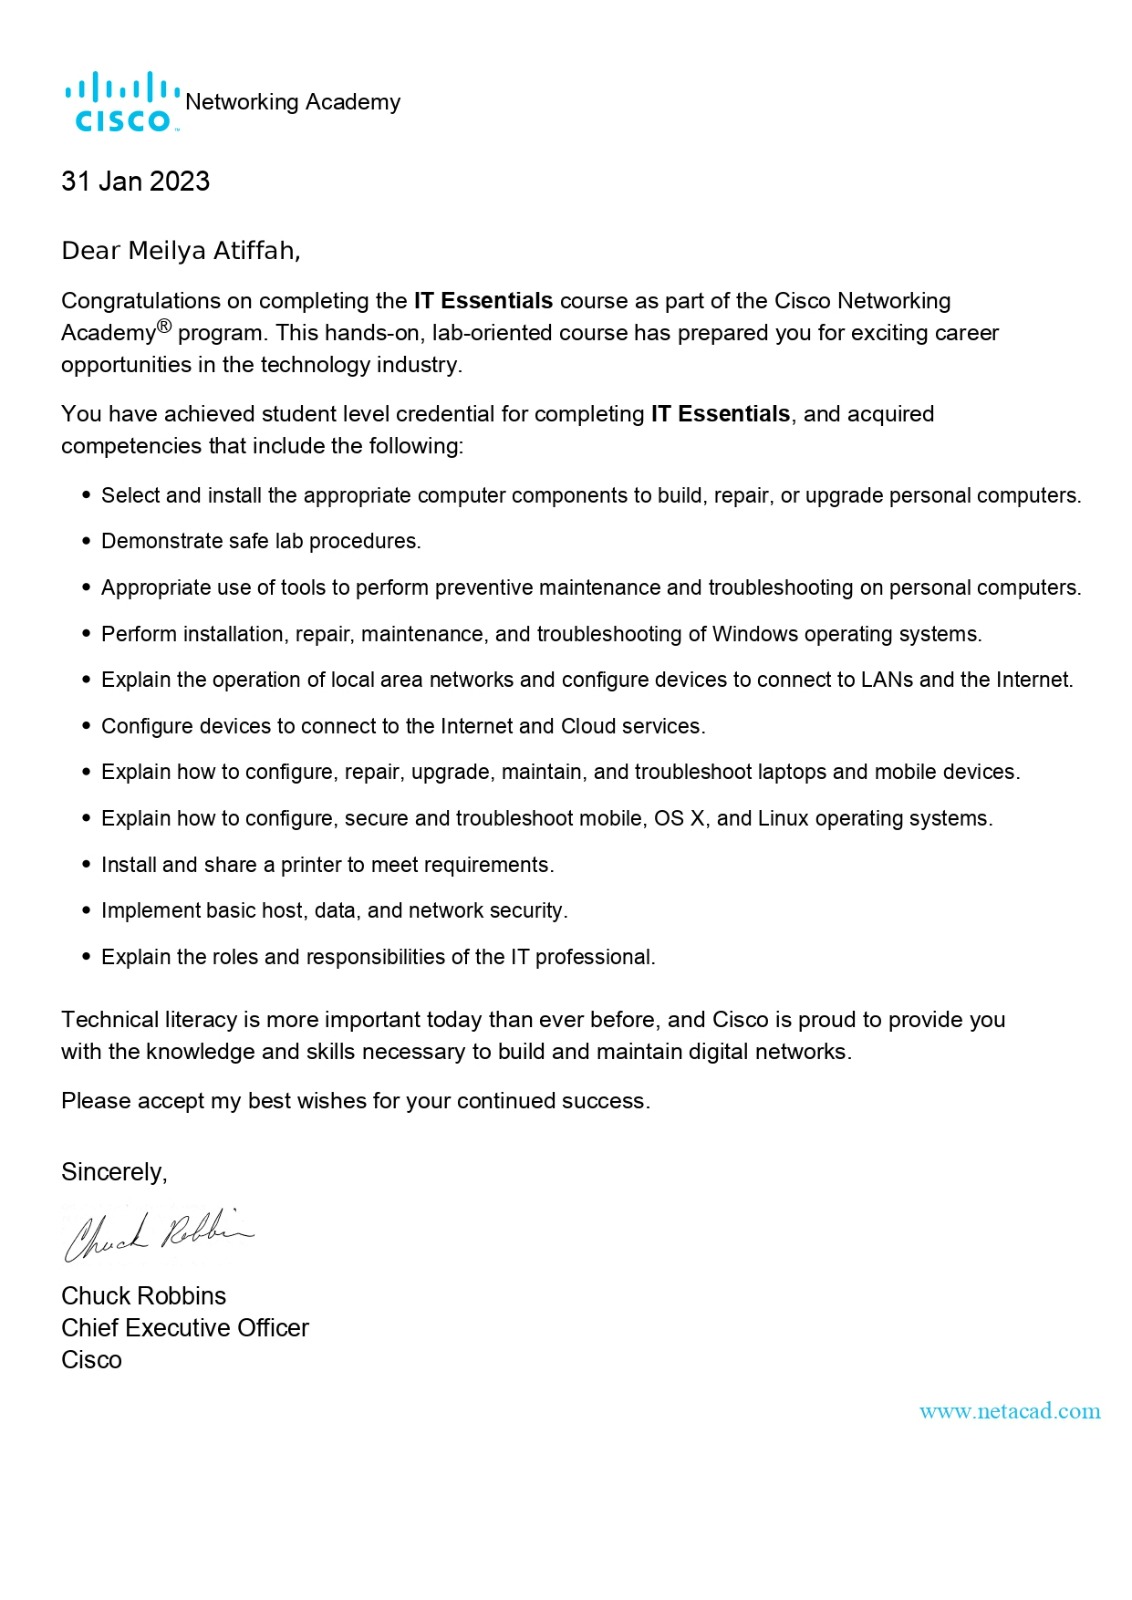 CISCO™ Networking Academy
31 Jan 2023
Dear Meilya Atiffah,
Congratulations on completing the IT Essentials course as part of the Cisco Networking
Academy® program. This hands-on, lab-oriented course has prepared you for exciting career
opportunities in the technology industry.
You have achieved student level credential for completing IT Essentials, and acquired
competencies that include the following:
• Select and install the appropriate computer components to build, repair, or upgrade personal computers.
• Demonstrate safe lab procedures.
• Appropriate use of tools to perform preventive maintenance and troubleshooting on personal computers.
• Perform installation, repair, maintenance, and troubleshooting of Windows operating systems.
• Explain the operation of local area networks and configure devices to connect to LANs and the Internet.
• Configure devices to connect to the Internet and Cloud services.
• Explain how to configure, repair, upgrade, maintain, and troubleshoot laptops and mobile devices.
• Explain how to configure, secure and troubleshoot mobile, OS X, and Linux operating systems.
• Install and share a printer to meet requirements.
• Implement basic host, data, and network security.
• Explain the roles and responsibilities of the IT professional.
Technical literacy is more important today than ever before, and Cisco is proud to provide you
with the knowledge and skills necessary to build and maintain digital networks.
Please accept my best wishes for your continued success.
Sincerely,
Chuck Robbins
Chuck Robbins
Chief Executive Officer
Cisco
www.netacad.com